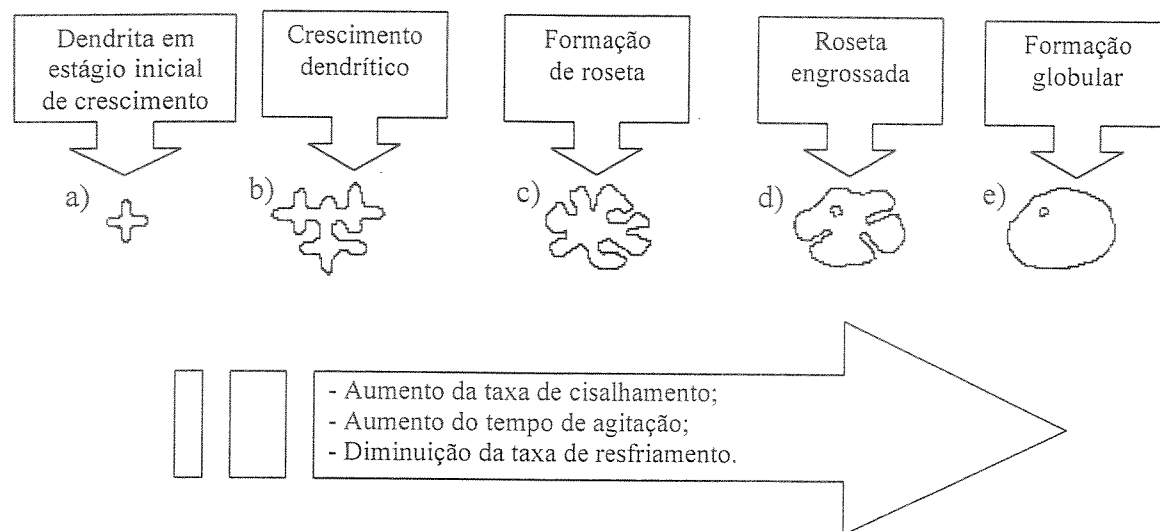 Dendrita em
estágio inicial
de crescimento
Crescimento
dendrítico
Formação
de roseta
Roseta
engrossada
Formação
globular
a)
b)
c)
d)
e)
- Aumento da taxa de cisalhamento;
- Aumento do tempo de agitação;
- Diminuição da taxa de resfriamento.